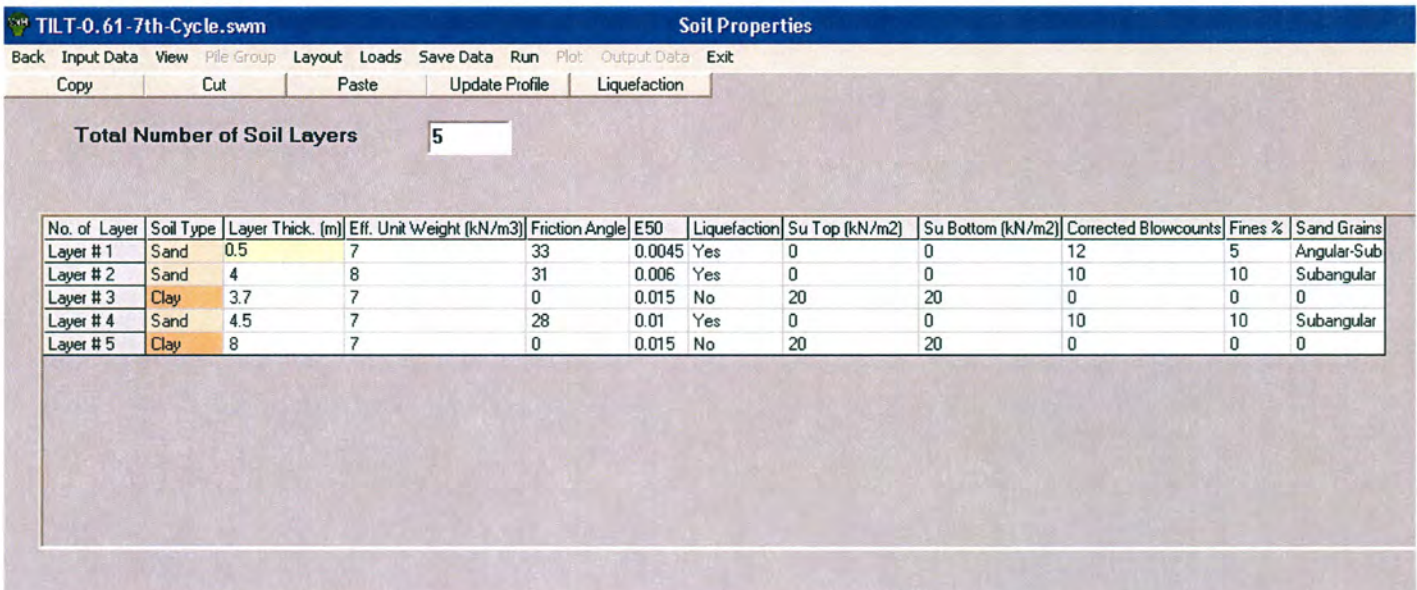 TILT-0.61-7th-Cycle.swm Soil Properties
Back Input Data View Pile Group Layout Loads Save Data Run Plot Output Data Exit
Copy Cut Paste Update Profile Liquefaction
Total Number of Soil Layers 5
No. of Layer Soil Type Layer Thick. (m) Eff. Unit Weight (kN/m3) Friction Angle E50 Liquefaction Su Top (kN/m2) Su Bottom (kN/m2) Corrected Blowcounts Fines % Sand Grains
Layer # 1 Sand 0.5 7 33 0.0045 Yes 0 0 12 5 Angular-Sub
Layer # 2 Sand 4 8 31 0.006 Yes 0 0 10 10 Subangular
Layer # 3 Clay 3.7 7 0 0.015 No 20 20 0 0 0
Layer # 4 Sand 4.5 7 28 0.01 Yes 0 0 10 10 Subangular
Layer # 5 Clay 8 7 0 0.015 No 20 20 0 0 0